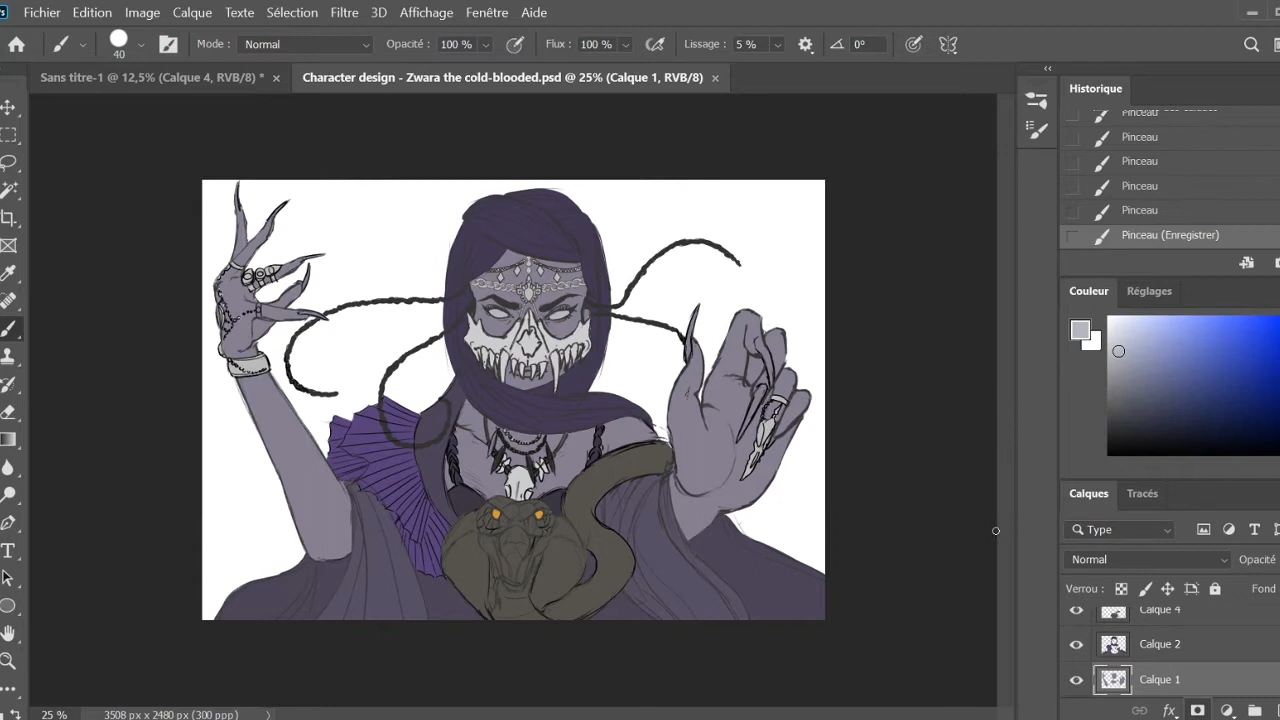 Fichier Edition Image Calque Texte Sélection Filtre 3D Affichage Fenêtre Aide
40 Mode : Normal Opacité : 100 % Flux : 100 % Lissage : 5 % 0°
Sans titre-1 @ 12,5% (Calque 4, RVB/8) * × Character design - Zwara the cold-blooded.psd @ 25% (Calque 1, RVB/8) ×
Historique
Pinceau
Pinceau
Pinceau
Pinceau
Pinceau (Enregistrer)
Couleur Réglages
Calques Tracés
Type
Normal Opacité
Verrou : Fond
Calque 4
Calque 2
Calque 1
fx
25 % 3508 px x 2480 px (300 ppp)